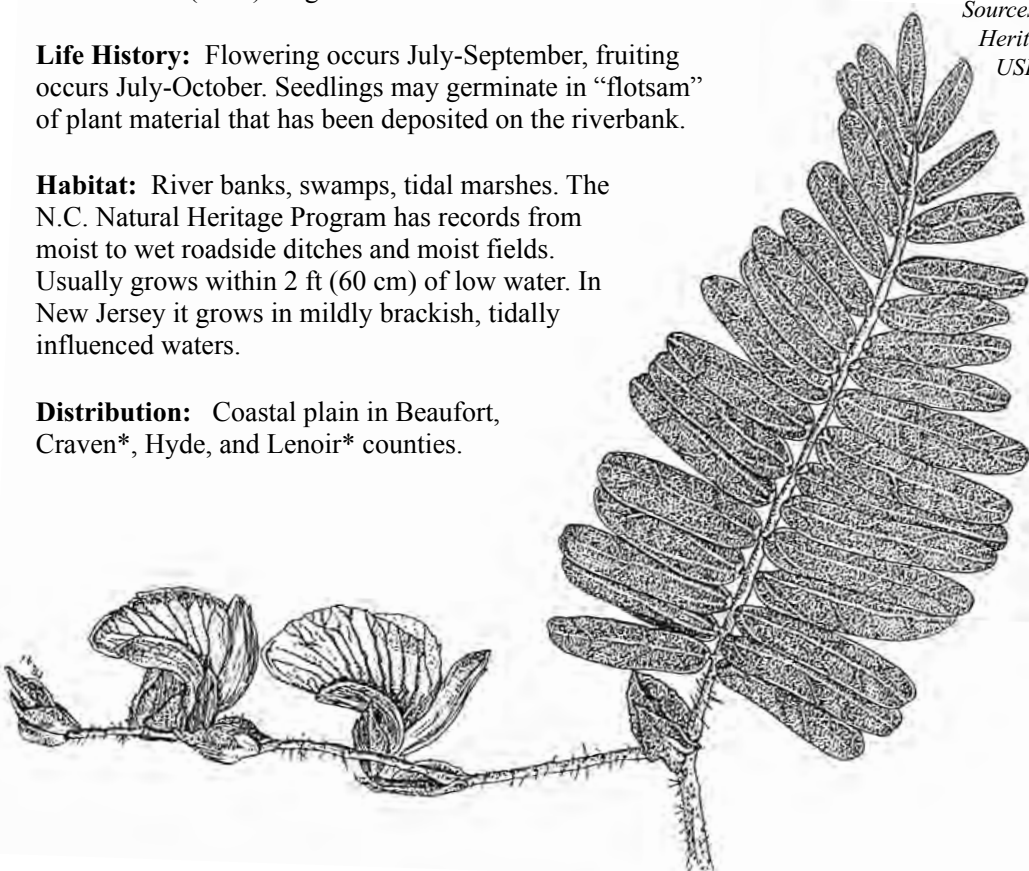 Life History: Flowering occurs July-September, fruiting
occurs July-October. Seedlings may germinate in “flotsam”
of plant material that has been deposited on the riverbank.
Habitat: River banks, swamps, tidal marshes. The
N.C. Natural Heritage Program has records from
moist to wet roadside ditches and moist fields.
Usually grows within 2 ft (60 cm) of low water. In
New Jersey it grows in mildly brackish, tidally
influenced waters.
Distribution: Coastal plain in Beaufort,
Craven*, Hyde, and Lenoir* counties.